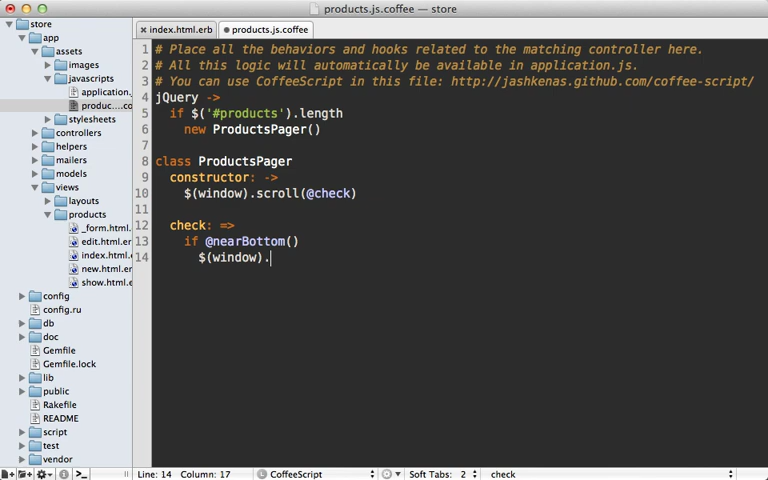 products.js.coffee — store
store
app
assets
images
javascripts
application.
produc....co
stylesheets
controllers
helpers
mailers
models
views
layouts
products
_form.html.
edit.html.er
index.html.
new.html.er
show.html.e
config
config.ru
db
doc
Gemfile
Gemfile.lock
lib
public
Rakefile
README
script
test
vendor
index.html.erb
products.js.coffee
1 # Place all the behaviors and hooks related to the matching controller here.
2 # All this logic will automatically be available in application.js.
3 # You can use CoffeeScript in this file: http://jashkenas.github.com/coffee-script/
4 jQuery ->
5 if $('#products').length
6 new ProductsPager()
7
8 class ProductsPager
9 constructor: ->
10 $(window).scroll(@check)
11
12 check: =>
13 if @nearBottom()
14 $(window).
Line: 14 Column: 17 CoffeeScript Soft Tabs: 2 check